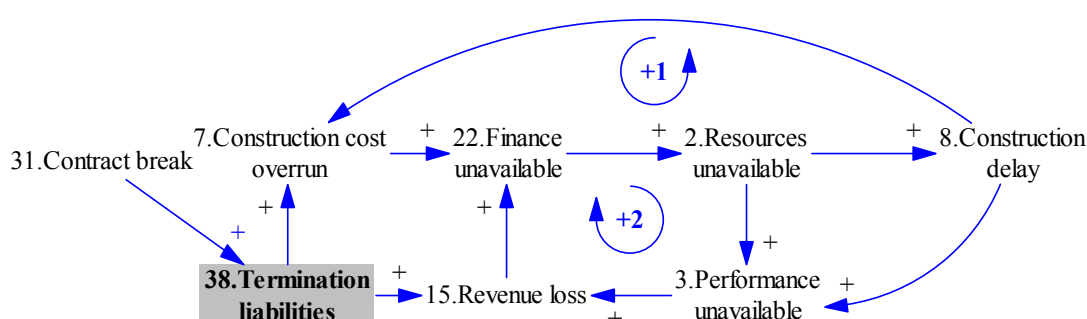 +1
7.Construction cost
overrun
+
22.Finance
unavailable
+
2.Resources
unavailable
+
8.Construction
delay
31.Contract break
+
+
+
+2
+
38.Termination
liabilities
+
15.Revenue loss
+
3.Performance
unavailable
+